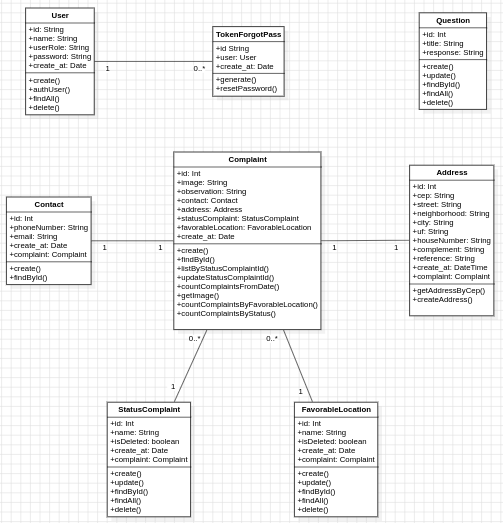 User
+id: String
+name: String
+userRole: String
+password: String
+create_at: Date
+create()
+authUser()
+findAll()
+delete()
1
0..*
TokenForgotPass
+id String
+user: User
+create_at: Date
+generate()
+resetPassword()
Question
+id: Int
+title: String
+response: String
+create()
+update()
+findById()
+findAll()
+delete()
Contact
+id: Int
+phoneNumber: String
+email: String
+create_at: Date
+complaint: Complaint
+create()
+findById()
1
1
Complaint
+id: Int
+image: String
+observation: String
+contact: Contact
+address: Address
+statusComplaint: StatusComplaint
+favorableLocation: FavorableLocation
+create_at: Date
+create()
+findById()
+listByStatusComplaintId()
+updateStatusComplaintId()
+countComplaintsFromDate()
+getImage()
+countComplaintsByFavorableLocation()
+countComplaintsByStatus()
1
1
Address
+id: Int
+cep: String
+street: String
+neighborhood: String
+city: String
+uf: String
+houseNumber: String
+complement: String
+reference: String
+create_at: DateTime
+complaint: Complaint
+getAddressByCep()
+createAddress()
0..*
0..*
1
1
StatusComplaint
+id: Int
+name: String
+isDeleted: boolean
+create_at: Date
+complaint: Complaint
+create()
+update()
+findById()
+findAll()
+delete()
FavorableLocation
+id: Int
+name: String
+isDeleted: boolean
+create_at: Date
+complaint: Complaint
+create()
+update()
+findById()
+findAll()
+delete()